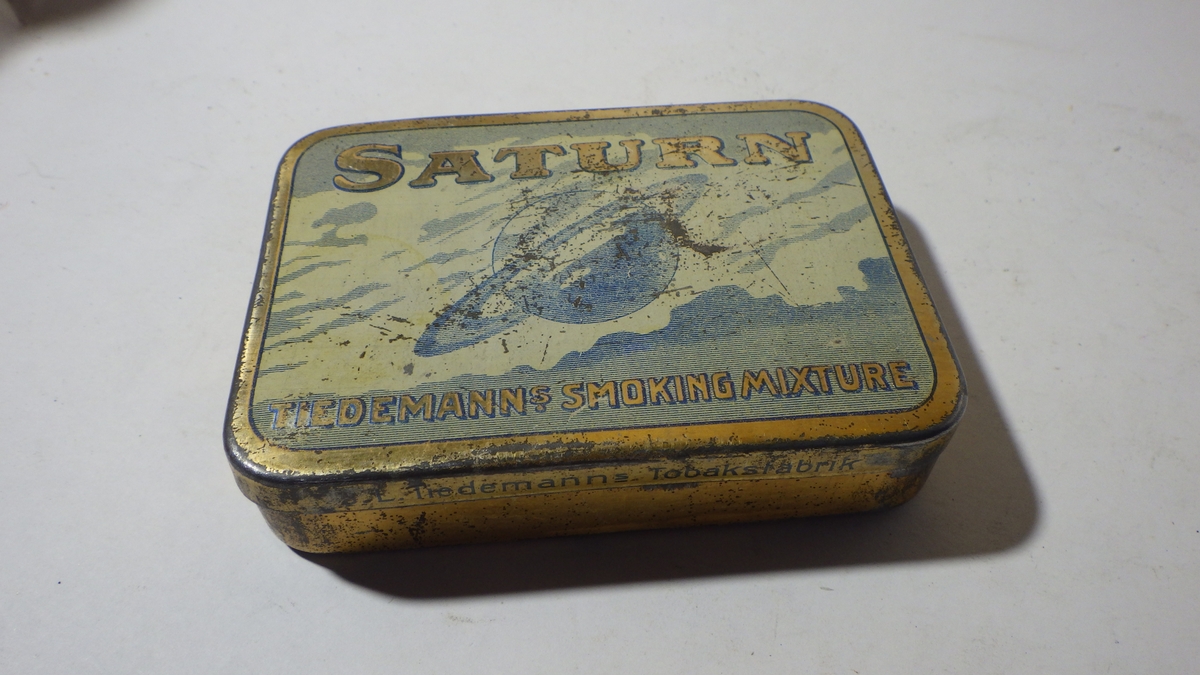 SATURN
TIEDEMANNS SMOKING MIXTURE
L. Tiedemanns Tobaksfabrik